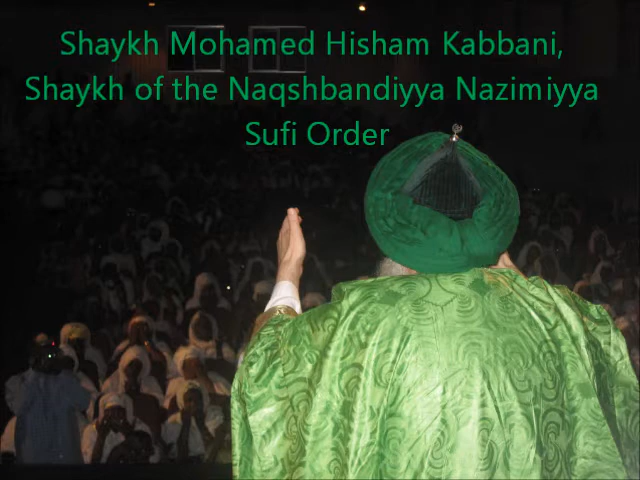 Shaykh Mohamed Hisham Kabbani,
Shaykh of the Naqshbandiyya Nazimiyya
Sufi Order